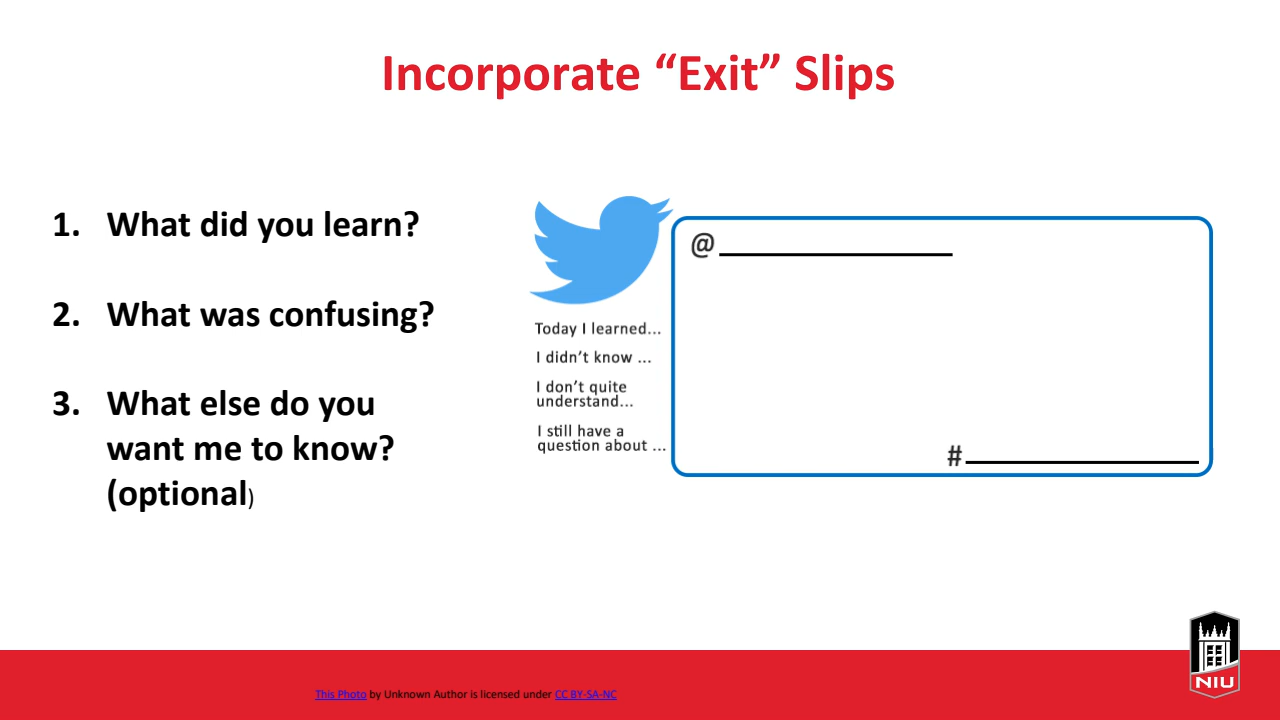 Incorporate “Exit” Slips
1. What did you learn?
2. What was confusing?
3. What else do you
want me to know?
(optional)
@
Today I learned...
I didn’t know ...
I don’t quite
understand...
I still have a
question about ...
#
This Photo by Unknown Author is licensed under CC BY-SA-NC
NIU